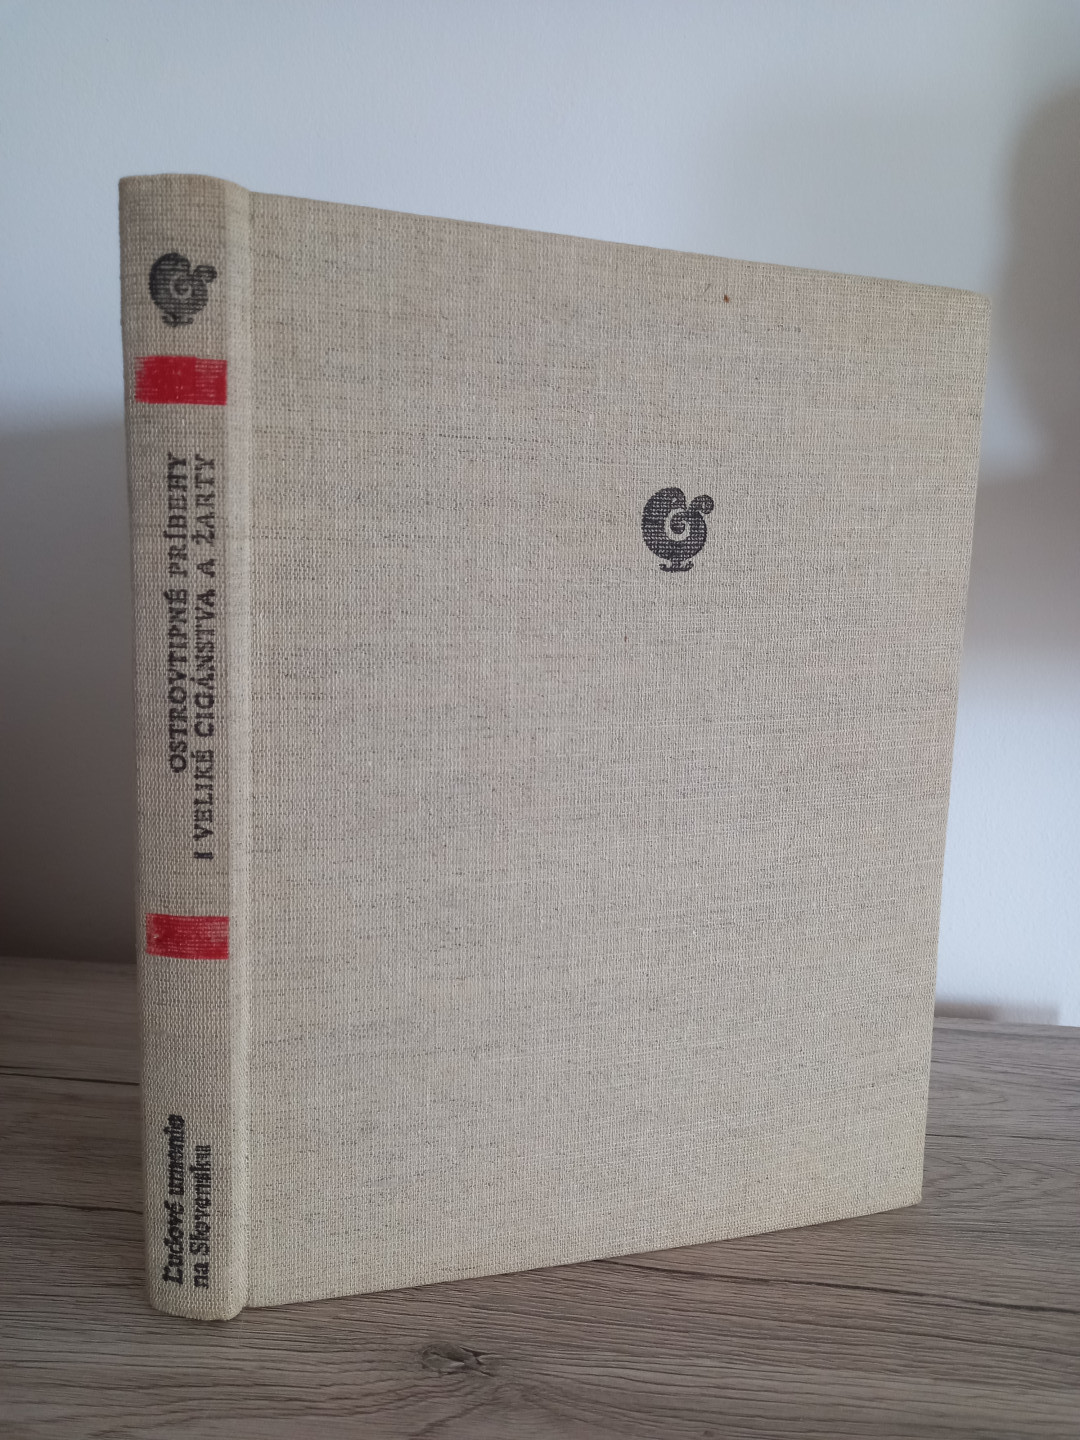 OSTROVTIPNÉ PRÍBEHY
I VELIKÉ CIGÁNSTVA A ŽARTY
Ľudové umenie
na Slovensku